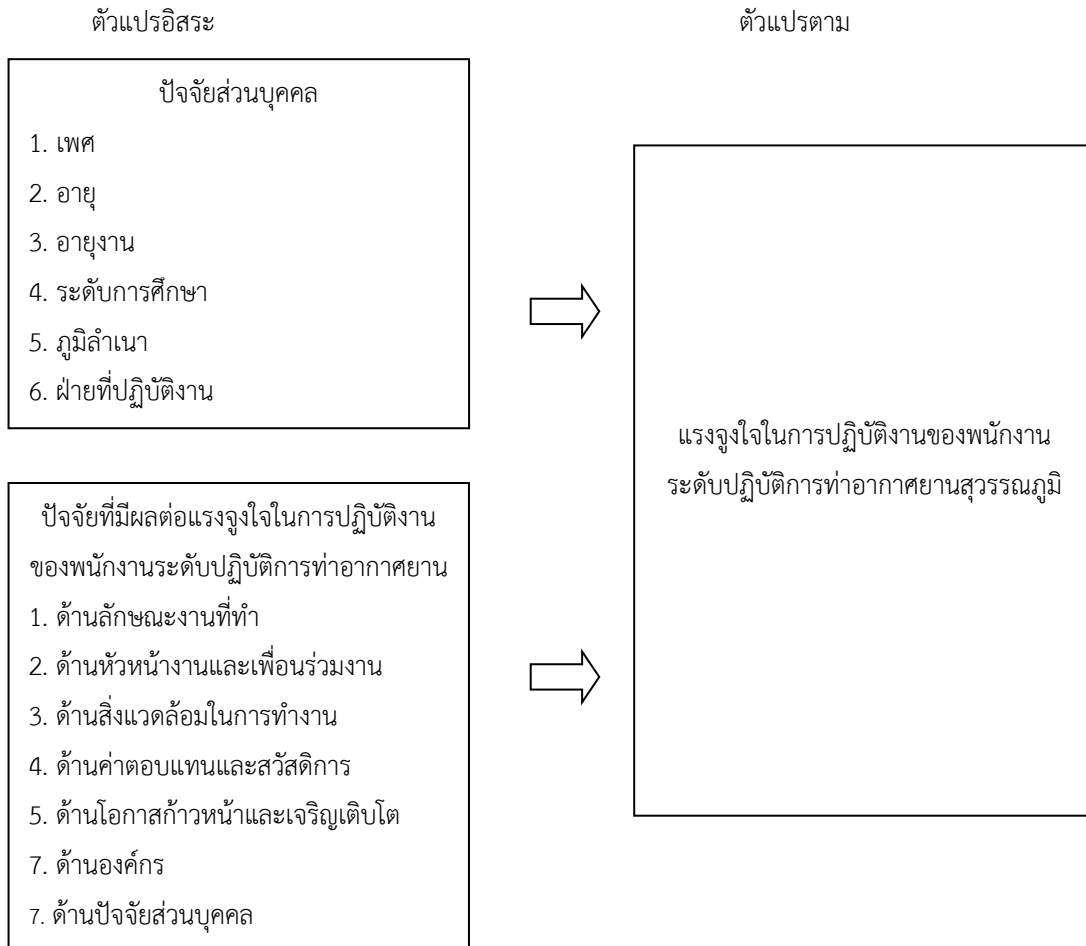 ตัวแปรอิสระ
ตัวแปรตาม
ปัจจัยส่วนบุคคล
1. เพศ
2. อายุ
3. อายุงาน
4. ระดับการศึกษา
5. ภูมิลำเนา
6. ฝ่ายที่ปฏิบัติงาน
ปัจจัยที่มีผลต่อแรงจูงใจในการปฏิบัติงาน
ของพนักงานระดับปฏิบัติการท่าอากาศยาน
1. ด้านลักษณะงานที่ทำ
2. ด้านหัวหน้างานและเพื่อนร่วมงาน
3. ด้านสิ่งแวดล้อมในการทำงาน
4. ด้านค่าตอบแทนและสวัสดิการ
5. ด้านโอกาสก้าวหน้าและเจริญเติบโต
7. ด้านองค์กร
7. ด้านปัจจัยส่วนบุคคล
แรงจูงใจในการปฏิบัติงานของพนักงาน
ระดับปฏิบัติการท่าอากาศยานสุวรรณภูมิ